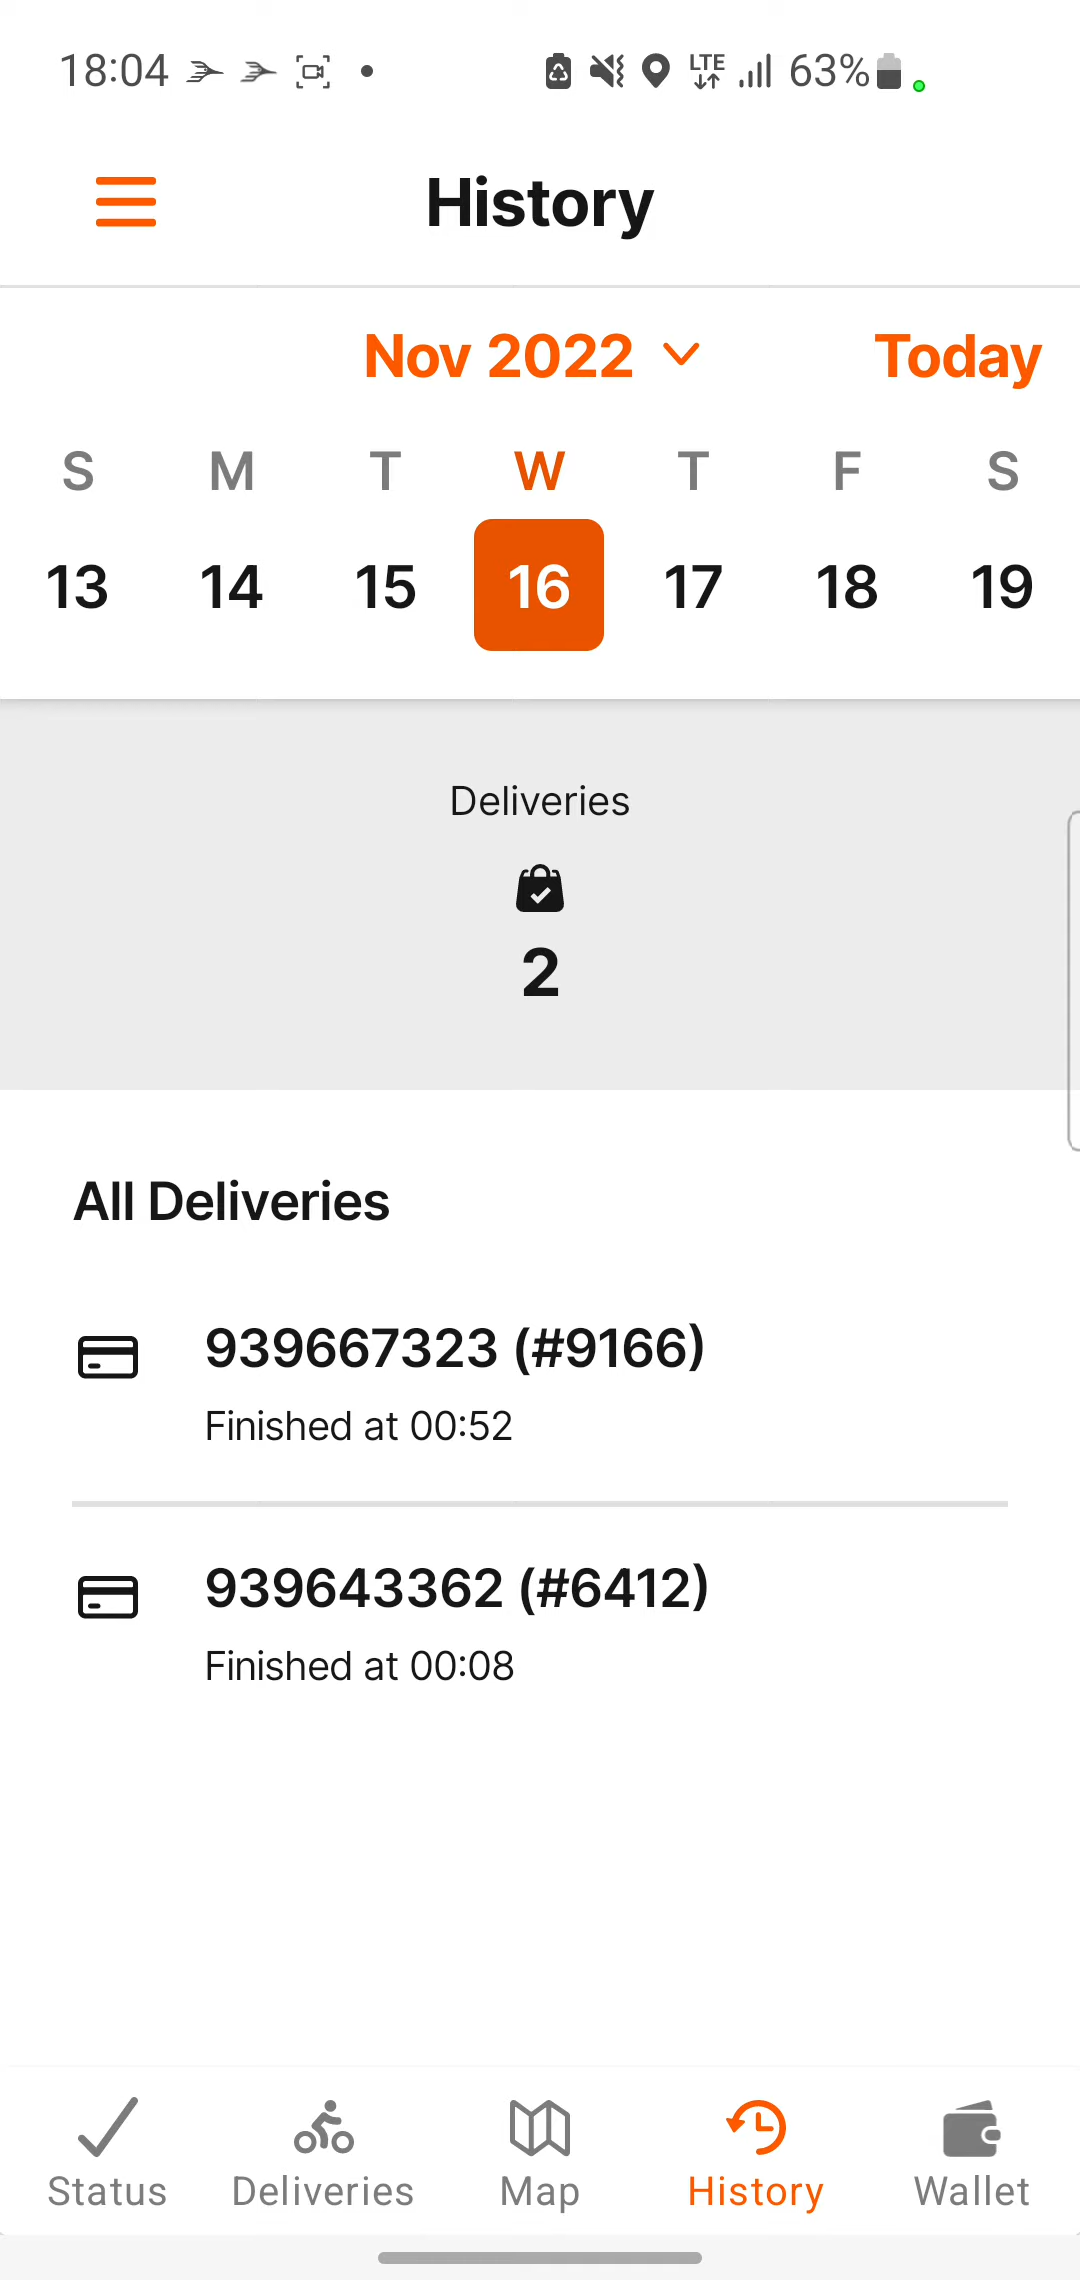 18:04 LTE 63%
History
Nov 2022 Today
S M T W T F S
13 14 15 16 17 18 19
Deliveries
2
All Deliveries
939667323 (#9166)
Finished at 00:52
939643362 (#6412)
Finished at 00:08
Status Deliveries Map History Wallet